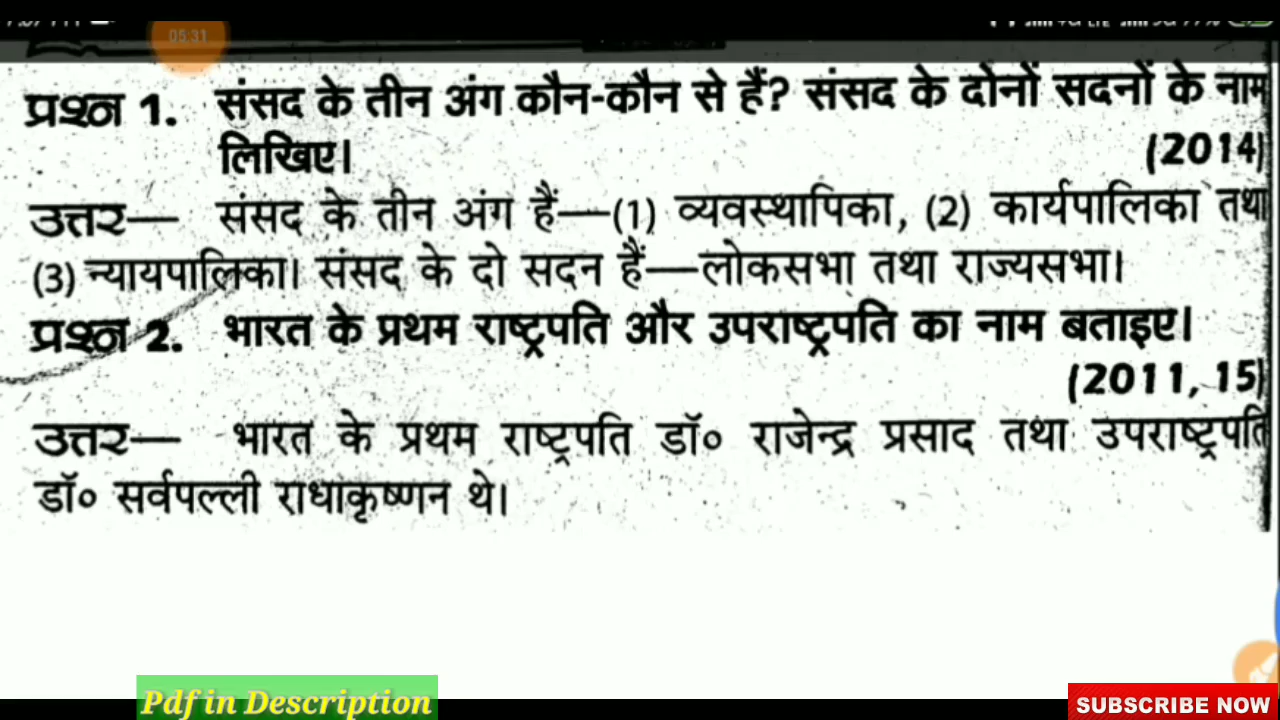 05:31
प्रश्न 1. संसद के तीन अंग कौन-कौन से हैं? संसद के दोनों सदनों के नाम
लिखिए। (2014)
उत्तर— संसद के तीन अंग हैं—(1) व्यवस्थापिका, (2) कार्यपालिका तथा
(3) न्यायपालिका। संसद के दो सदन हैं—लोकसभा तथा राज्यसभा।
प्रश्न 2. भारत के प्रथम राष्ट्रपति और उपराष्ट्रपति का नाम बताइए।
(2011, 15)
उत्तर— भारत के प्रथम राष्ट्रपति डॉ० राजेन्द्र प्रसाद तथा उपराष्ट्रपति
डॉ० सर्वपल्ली राधाकृष्णन थे।
Pdf in Description
SUBSCRIBE NOW